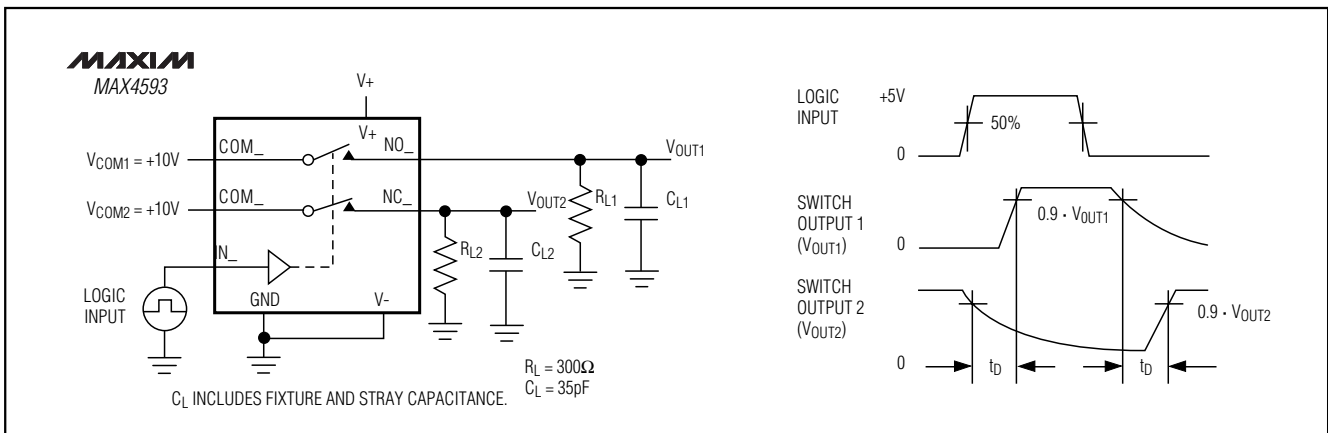 MAXIM
MAX4593
V+
V+
COM_
NO_
VCOM1 = +10V
VOUT1
COM_
NC_
VCOM2 = +10V
VOUT2
RL1
CL1
IN_
RL2
CL2
LOGIC
INPUT
GND
V-
RL = 300Ω
CL = 35pF
CL INCLUDES FIXTURE AND STRAY CAPACITANCE.
LOGIC
INPUT
+5V
50%
0
SWITCH
OUTPUT 1
(VOUT1)
0.9 · VOUT1
0
SWITCH
OUTPUT 2
(VOUT2)
0.9 · VOUT2
0
tD
tD